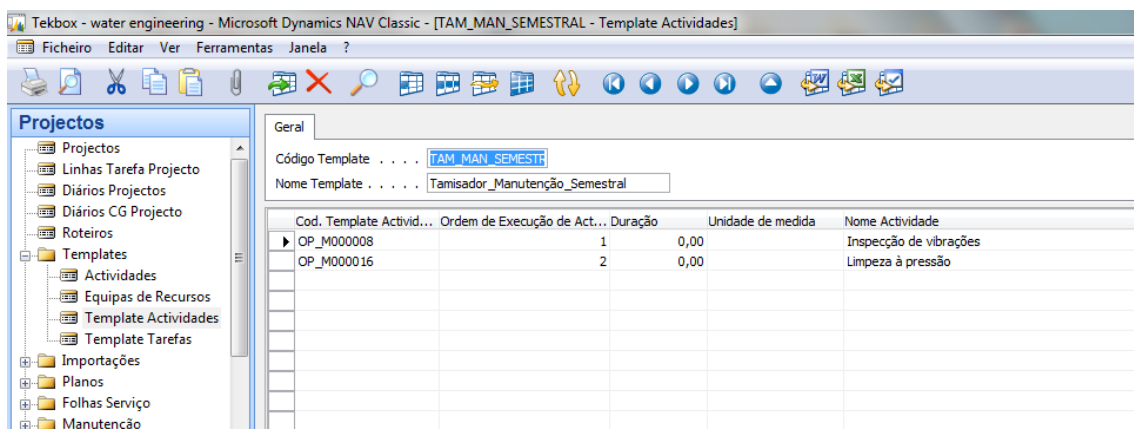 Tekbox - water engineering - Microsoft Dynamics NAV Classic - [TAM_MAN_SEMESTRAL - Template Actividades]
Ficheiro Editar Ver Ferramentas Janela ?
Projectos
Projectos
Linhas Tarefa Projecto
Diários Projectos
Diários CG Projecto
Roteiros
Templates
Actividades
Equipas de Recursos
Template Actividades
Template Tarefas
Importações
Planos
Folhas Serviço
Manutenção
Geral
Código Template . . . . TAM_MAN_SEMESTR
Nome Template . . . . . Tamisador_Manutenção_Semestral
Cod. Template Activid... Ordem de Execução de Act... Duração Unidade de medida Nome Actividade
OP_M000008 1 0,00 Inspecção de vibrações
OP_M000016 2 0,00 Limpeza à pressão